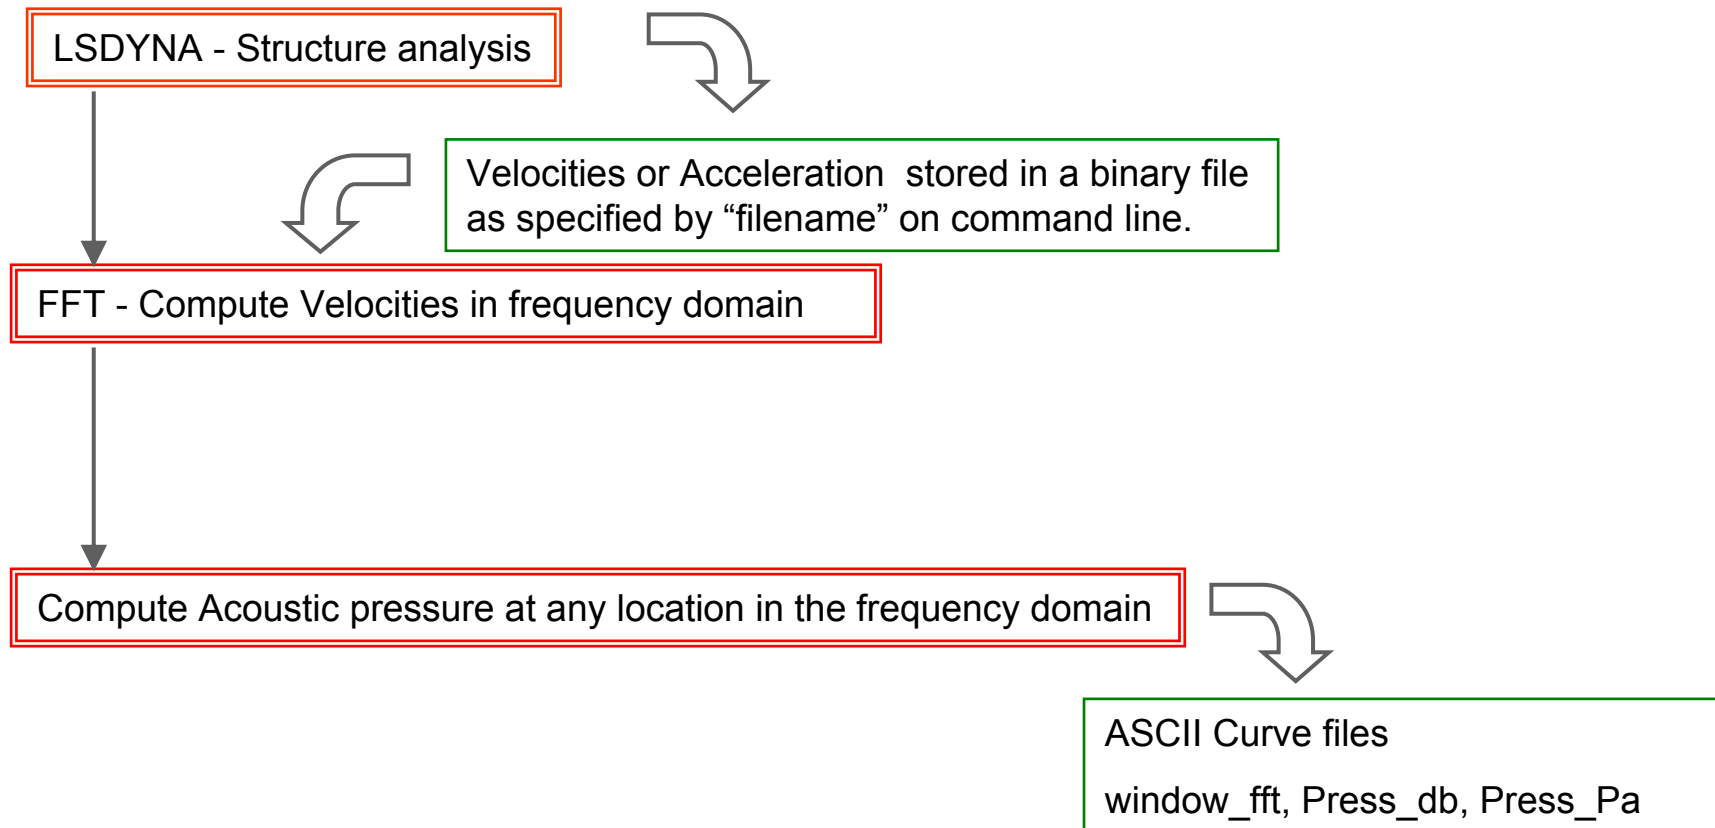 LSDYNA - Structure analysis
Velocities or Acceleration  stored in a binary file
as specified by “filename” on command line.
FFT - Compute Velocities in frequency domain
Compute Acoustic pressure at any location in the frequency domain
ASCII Curve files
window_fft, Press_db, Press_Pa